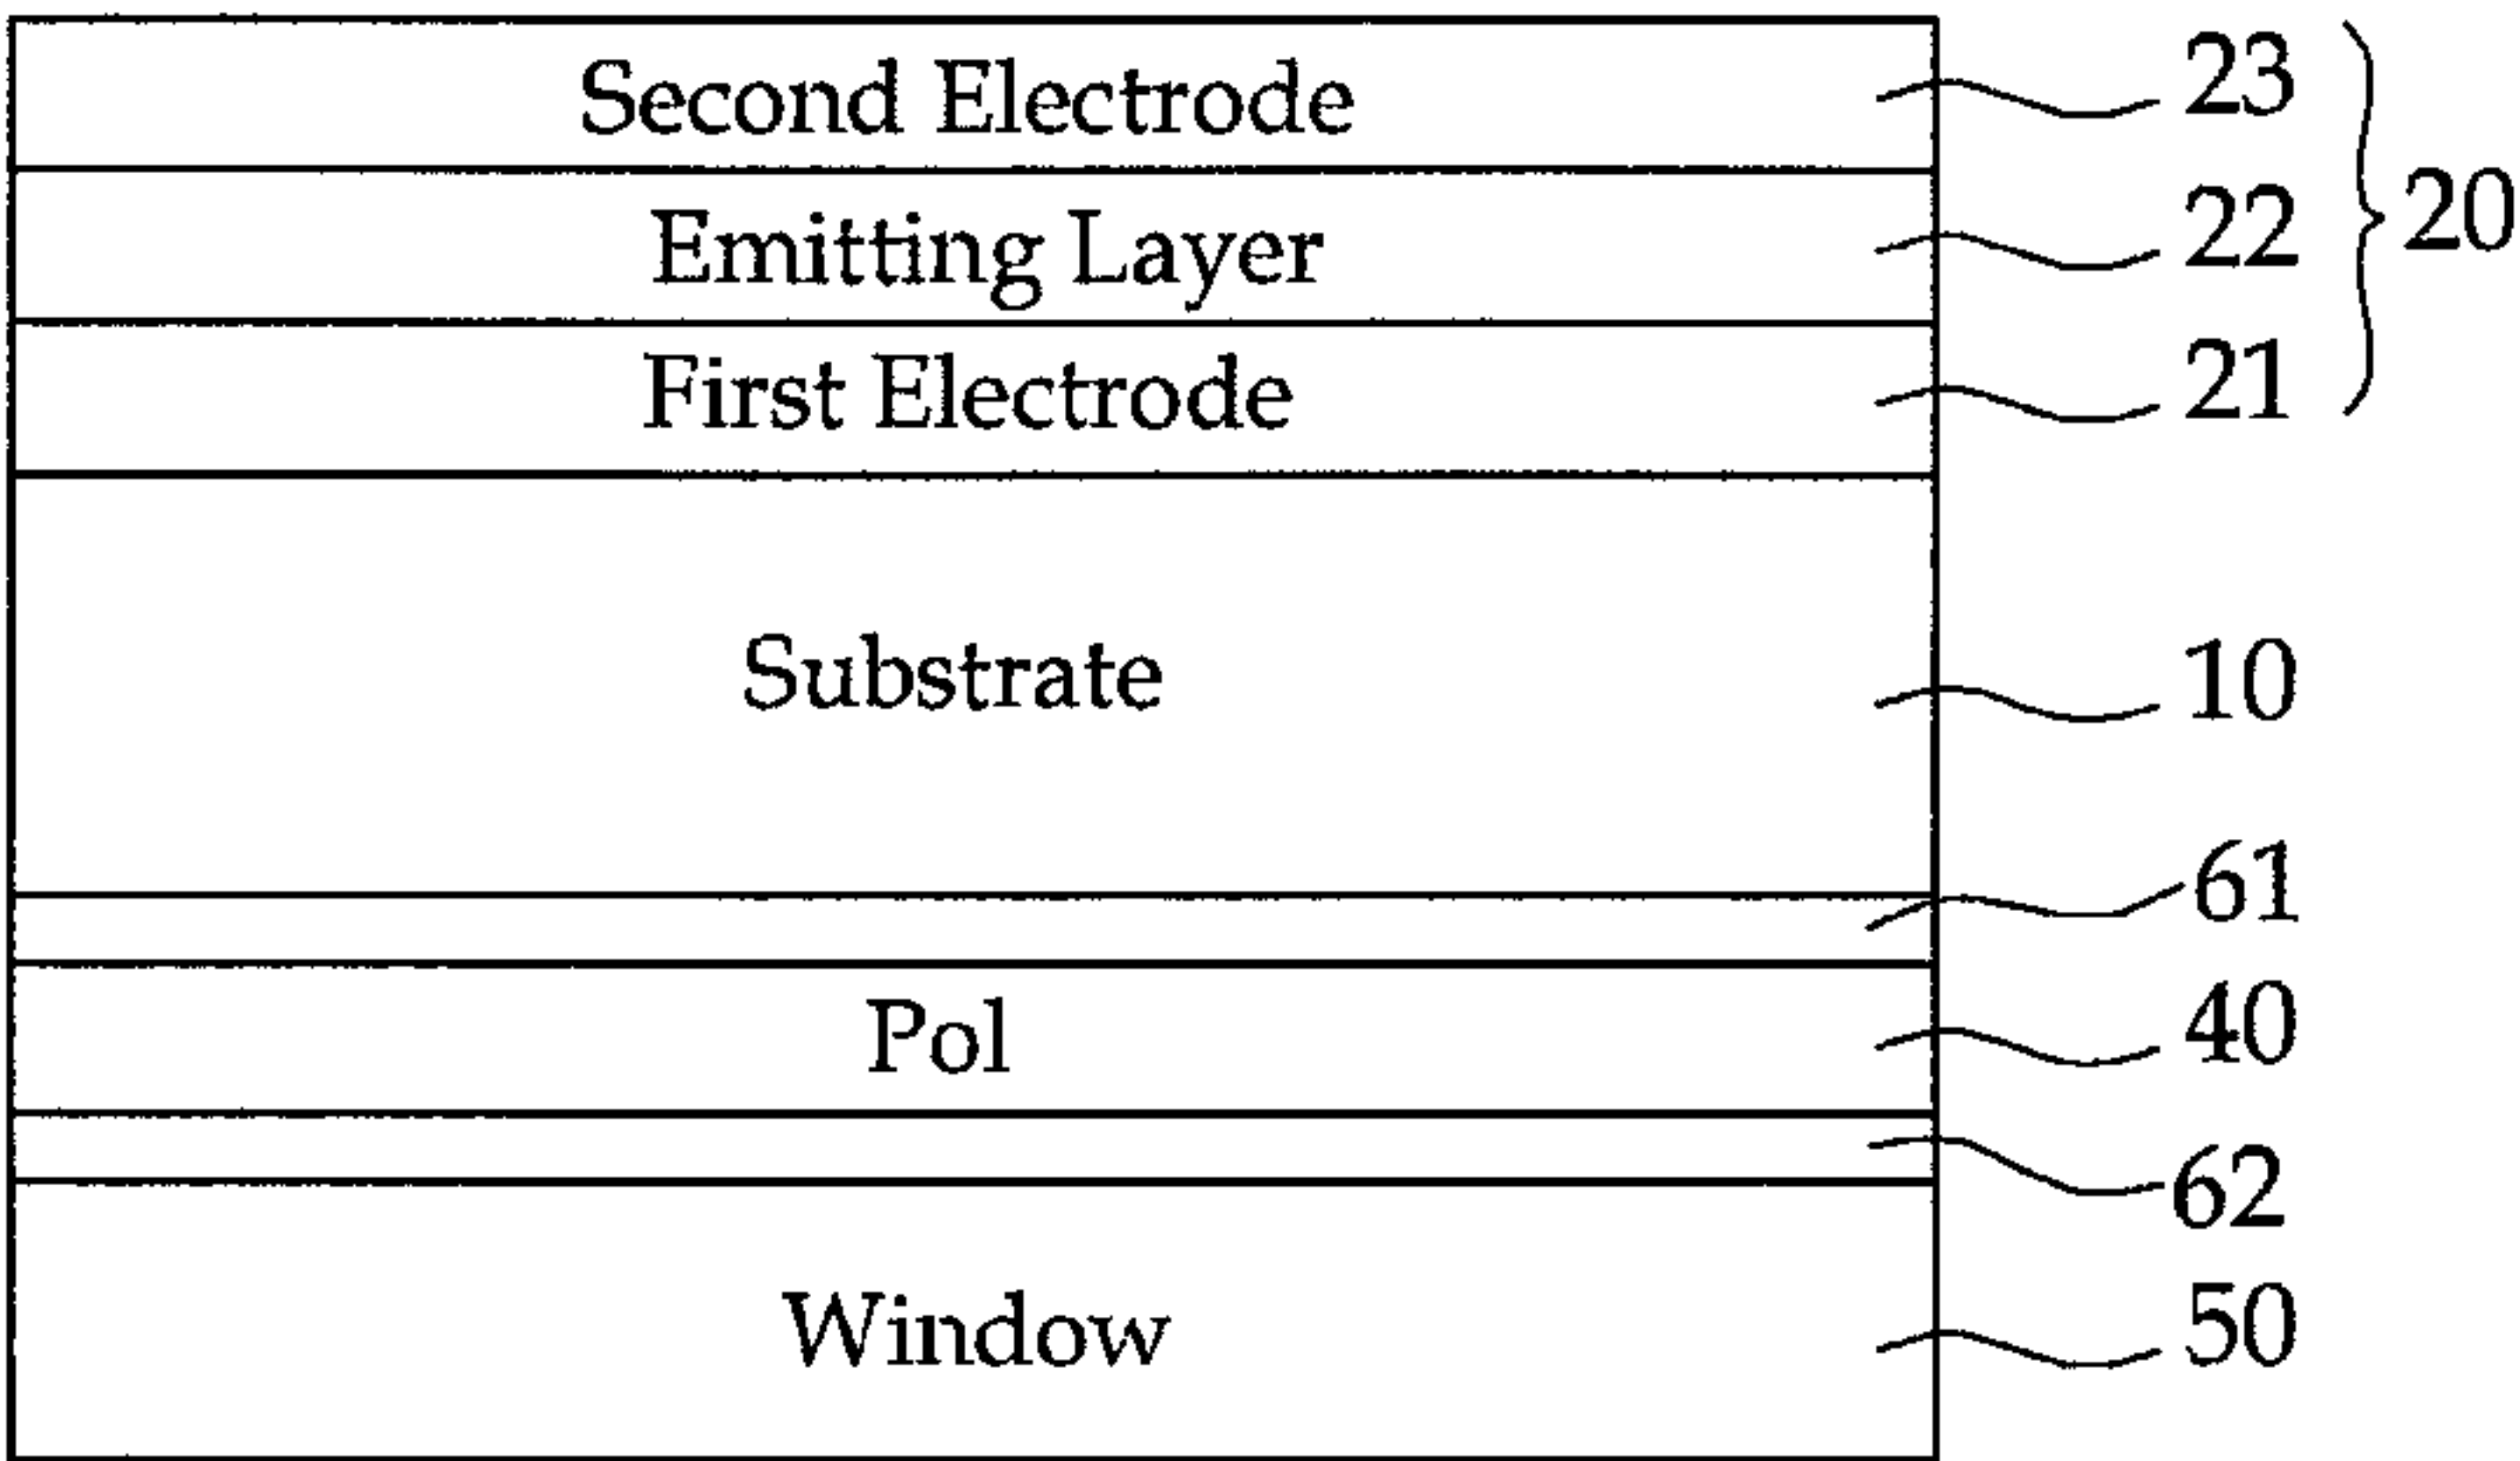 Second Electrode 23
Emitting Layer 22 20
First Electrode 21
Substrate 10
61
Pol 40
62
Window 50